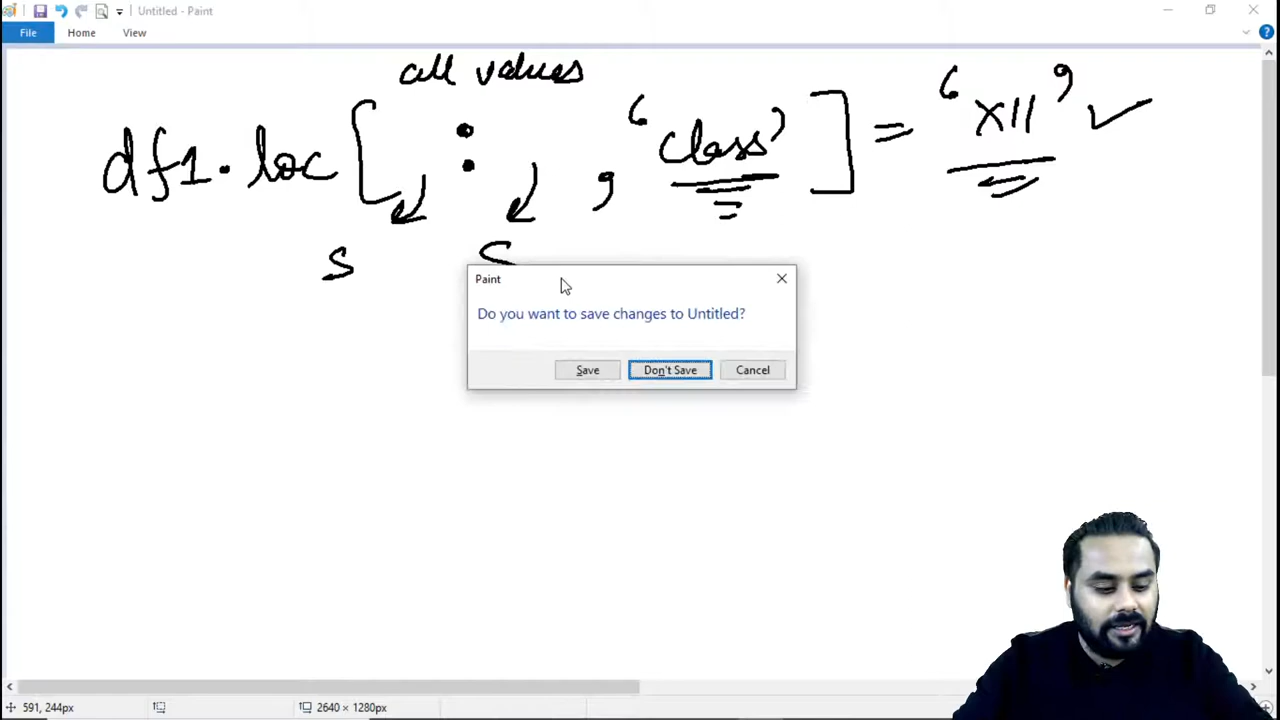 Untitled - Paint
File Home View
all values
df1.loc [ : , 'class' ] = 'XII' ✓
S S
Paint
Do you want to save changes to Untitled?
Save Don't Save Cancel
591, 244px 2640 × 1280px